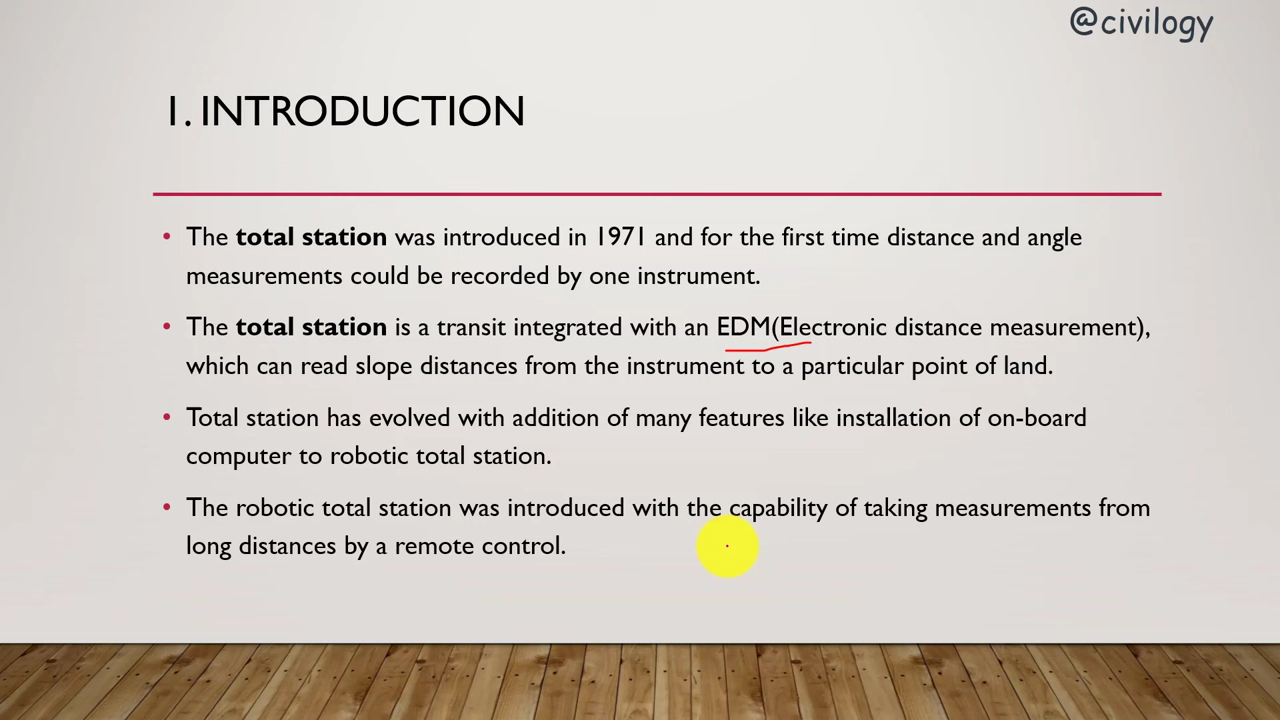 @civilogy
1. INTRODUCTION
• The total station was introduced in 1971 and for the first time distance and angle
measurements could be recorded by one instrument.
• The total station is a transit integrated with an EDM(Electronic distance measurement),
which can read slope distances from the instrument to a particular point of land.
• Total station has evolved with addition of many features like installation of on-board
computer to robotic total station.
• The robotic total station was introduced with the capability of taking measurements from
long distances by a remote control.